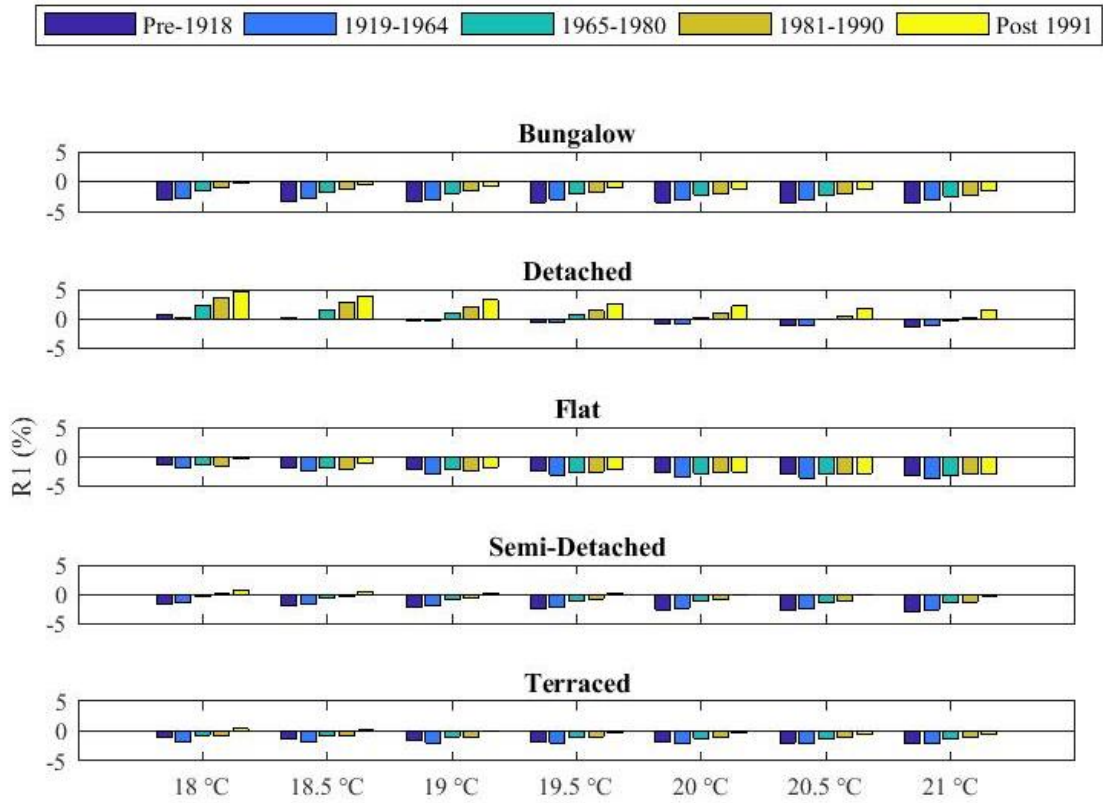 Pre-1918 1919-1964 1965-1980 1981-1990 Post 1991
Bungalow
5
0
-5
Detached
5
0
-5
Flat
5
0
-5
R1 (%)
Semi-Detached
5
0
-5
Terraced
5
0
-5
18 °C 18.5 °C 19 °C 19.5 °C 20 °C 20.5 °C 21 °C